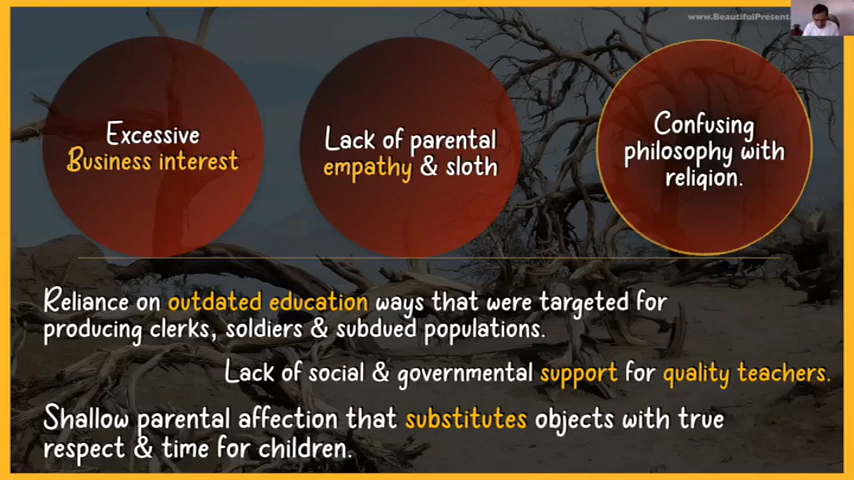 www.BeautifulPresent
Excessive
Business interest
Lack of parental
empathy & sloth
Confusing
philosophy with
religion.
Reliance on outdated education ways that were targeted for
producing clerks, soldiers & subdued populations.
Lack of social & governmental support for quality teachers.
Shallow parental affection that substitutes objects with true
respect & time for children.